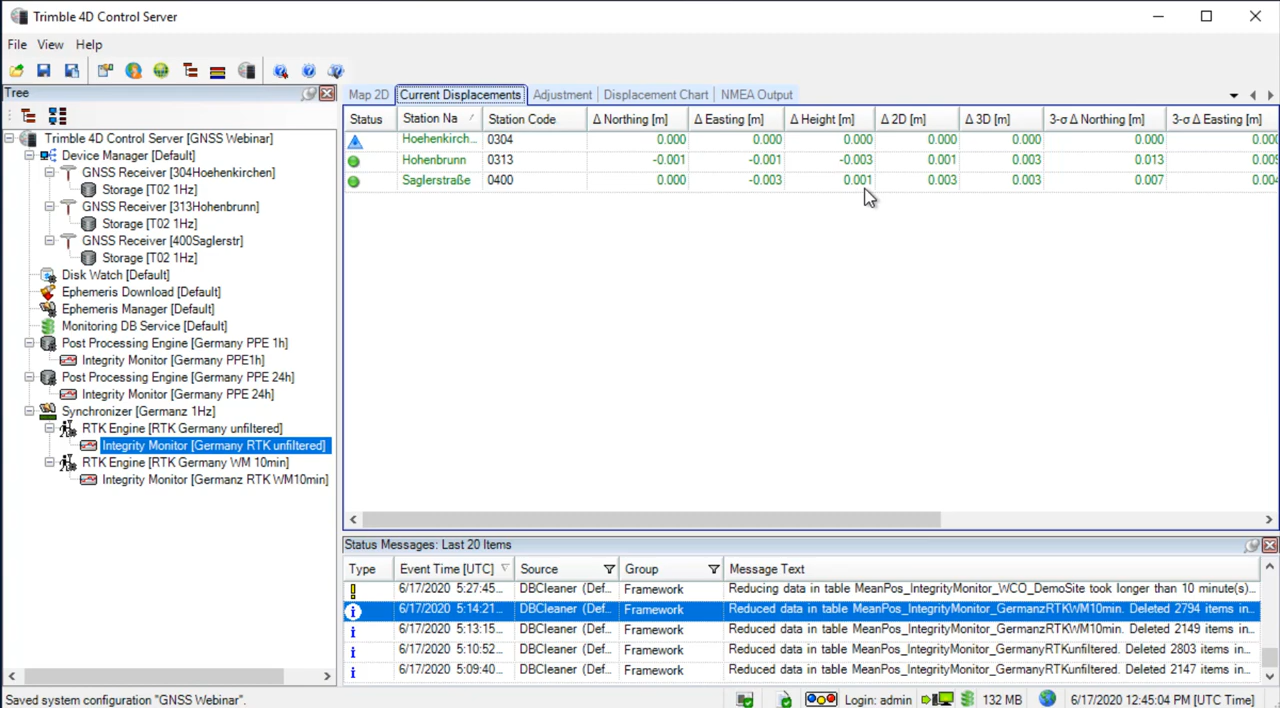 Trimble 4D Control Server
File View Help
Tree
Trimble 4D Control Server [GNSS Webinar]
Device Manager [Default]
GNSS Receiver [304Hoehenkirchen]
Storage [T02 1Hz]
GNSS Receiver [313Hohenbrunn]
Storage [T02 1Hz]
GNSS Receiver [400Saglerstr]
Storage [T02 1Hz]
Disk Watch [Default]
Ephemeris Download [Default]
Ephemeris Manager [Default]
Monitoring DB Service [Default]
Post Processing Engine [Germany PPE 1h]
Integrity Monitor [Germany PPE1h]
Post Processing Engine [Germany PPE 24h]
Integrity Monitor [Germany PPE 24h]
Synchronizer [Germanz 1Hz]
RTK Engine [RTK Germany unfiltered]
Integrity Monitor [Germany RTK unfiltered]
RTK Engine [RTK Germany WM 10min]
Integrity Monitor [Germanz RTK WM10min]
Map 2D Current Displacements Adjustment Displacement Chart NMEA Output
Status Station Na Station Code Δ Northing [m] Δ Easting [m] Δ Height [m] Δ 2D [m] Δ 3D [m] 3-σ Δ Northing [m] 3-σ Δ Easting [m]
Hoehenkirch... 0304 0.000 0.000 0.000 0.000 0.000 0.000 0.00
Hohenbrunn 0313 -0.001 -0.001 -0.003 0.001 0.003 0.013 0.00
Saglerstraße 0400 0.000 -0.003 0.001 0.003 0.003 0.007 0.00
Status Messages: Last 20 Items
Type Event Time [UTC] Source Group Message Text
6/17/2020 5:27:45... DBCleaner (Def... Framework Reducing data in table MeanPos_IntegrityMonitor_WCO_DemoSite took longer than 10 minute(s)...
6/17/2020 5:14:21... DBCleaner (Def... Framework Reduced data in table MeanPos_IntegrityMonitor_GermanzRTKWM10min. Deleted 2794 items in...
6/17/2020 5:13:15... DBCleaner (Def... Framework Reduced data in table MeanPos_IntegrityMonitor_GermanzRTKWM10min. Deleted 2149 items in...
6/17/2020 5:10:52... DBCleaner (Def... Framework Reduced data in table MeanPos_IntegrityMonitor_GermanyRTKunfiltered. Deleted 2803 items in...
6/17/2020 5:09:40... DBCleaner (Def... Framework Reduced data in table MeanPos_IntegrityMonitor_GermanyRTKunfiltered. Deleted 2147 items in...
Saved system configuration "GNSS Webinar". Login: admin 132 MB 6/17/2020 12:45:04 PM [UTC Time]